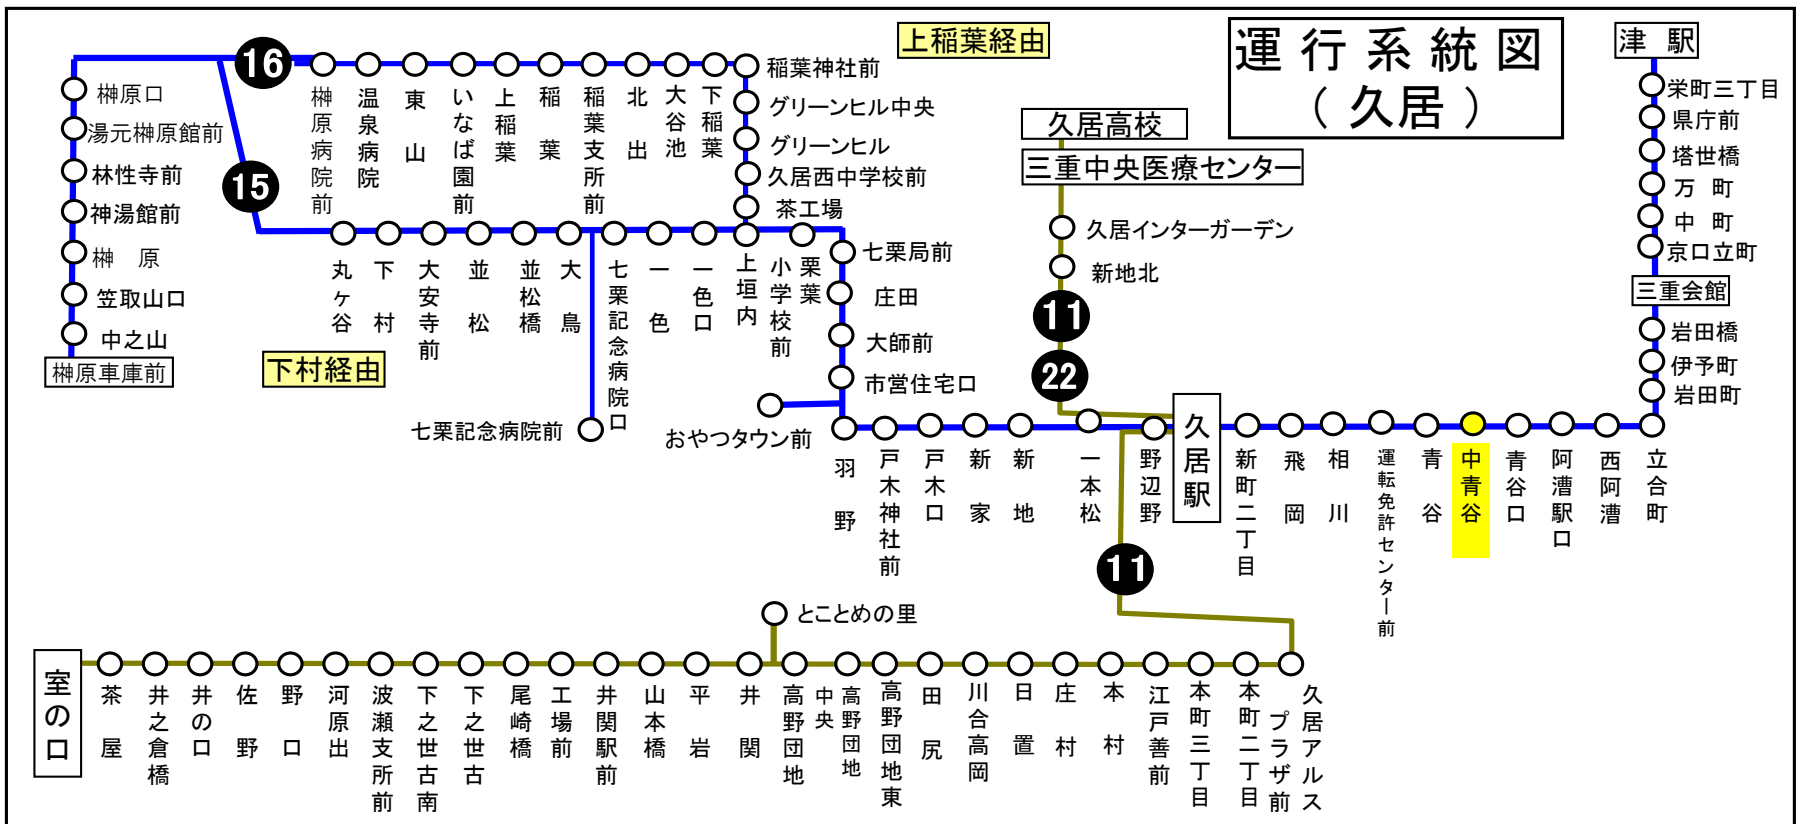 運行系統図
（久居）
上稲葉経由
下村経由
津駅
栄町三丁目
県庁前
塔世橋
万町
中町
京口立町
三重会館
岩田橋
伊予町
岩田町
立合町
西阿漕
阿漕駅口
青谷口
中青谷
青谷
運転免許センター前
相川
飛岡
新町二丁目
久居駅
野辺野
一本松
新地
新家
戸木口
戸木神社前
羽野
おやつタウン前
市営住宅口
大師前
庄田
七栗局前
栗葉
小学校前
上垣内
一色口
一色
七栗記念病院口
七栗記念病院前
大鳥
並松橋
並松
大安寺前
下村
丸ヶ谷
15
茶工場
久居西中学校前
グリーンヒル
グリーンヒル中央
稲葉神社前
下稲葉
大谷池
北出
稲葉支所前
稲葉
上稲葉
いなば園前
東山
温泉病院
榊原病院前
16
榊原口
湯元榊原館前
林性寺前
神湯館前
榊原
笠取山口
中之山
榊原車庫前
久居高校
三重中央医療センター
久居インターガーデン
新地北
11
22
11
久居アルス
プラザ前
本町二丁目
本町三丁目
江戸善前
本村
庄村
日置
川合高岡
田尻
高野団地東
高野団地
中央
高野団地
とことめの里
井関
平岩
山本橋
井関駅前
工場前
尾崎橋
下之世古
下之世古南
波瀬支所前
河原出
野口
佐野
井の口
井之倉橋
茶屋
室の口